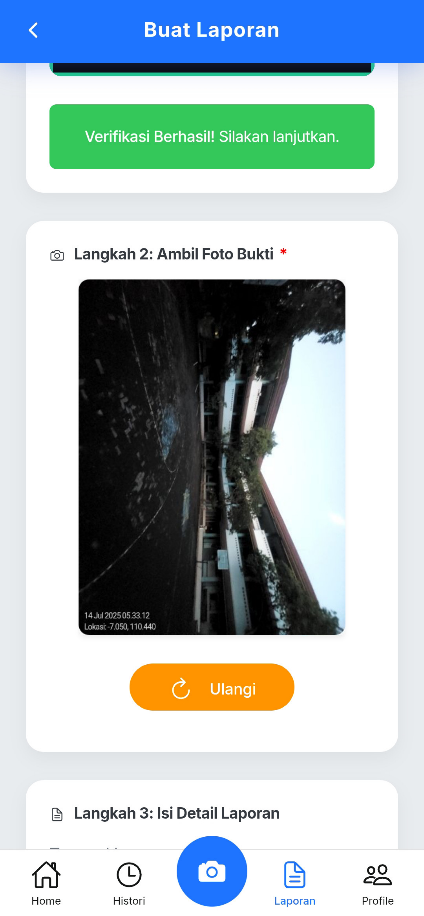 Buat Laporan
Verifikasi Berhasil! Silakan lanjutkan.
Langkah 2: Ambil Foto Bukti *
14 Jul 2025 05.33.12
Lokasi: -7.050, 110.440
Ulangi
Langkah 3: Isi Detail Laporan
Home
Histori
Laporan
Profile